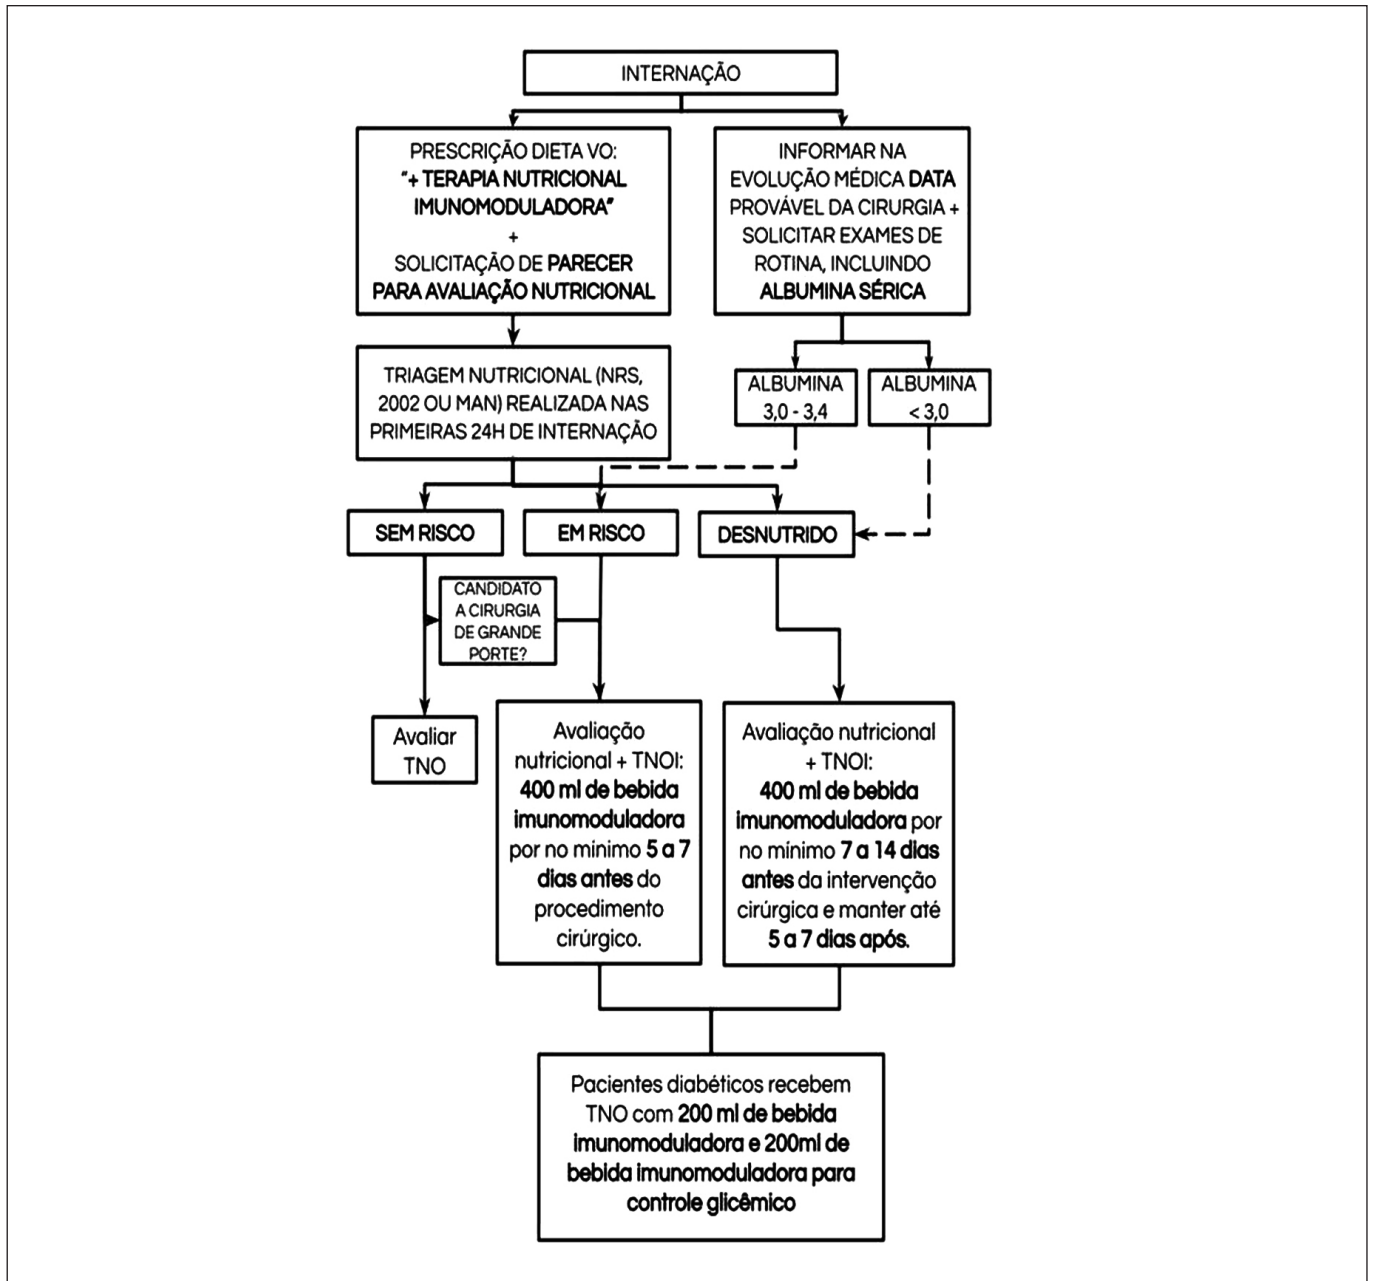 INTERNAÇÃO
PRESCRIÇÃO DIETA VO:
"+ TERAPIA NUTRICIONAL
IMUNOMODULADORA"
+
SOLICITAÇÃO DE PARECER
PARA AVALIAÇÃO NUTRICIONAL
INFORMAR NA
EVOLUÇÃO MÉDICA DATA
PROVÁVEL DA CIRURGIA +
SOLICITAR EXAMES DE
ROTINA, INCLUINDO
ALBUMINA SÉRICA
TRIAGEM NUTRICIONAL (NRS,
2002 OU MAN) REALIZADA NAS
PRIMEIRAS 24H DE INTERNAÇÃO
ALBUMINA
3,0 - 3,4
ALBUMINA
< 3,0
SEM RISCO
EM RISCO
DESNUTRIDO
CANDIDATO
A CIRURGIA
DE GRANDE
PORTE?
Avaliar
TNO
Avaliação
nutricional + TNOI:
400 ml de bebida
imunomoduladora
por no mínimo 5 a 7
dias antes do
procedimento
cirúrgico.
Avaliação nutricional
+ TNOI:
400 ml de bebida
imunomoduladora por
no mínimo 7 a 14 dias
antes da intervenção
cirúrgica e manter até
5 a 7 dias após.
Pacientes diabéticos recebem
TNO com 200 ml de bebida
imunomoduladora e 200ml de
bebida imunomoduladora para
controle glicêmico